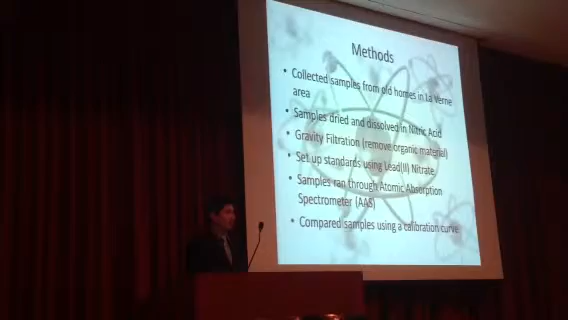 Methods
• Collected samples from old homes in La Verne
area
• Samples dried and dissolved in Nitric Acid
• Gravity Filtration (remove organic material)
• Set up standards using Lead(II) Nitrate
• Samples ran through Atomic Absorption
Spectrometer (AAS)
• Compared samples using a calibration curve